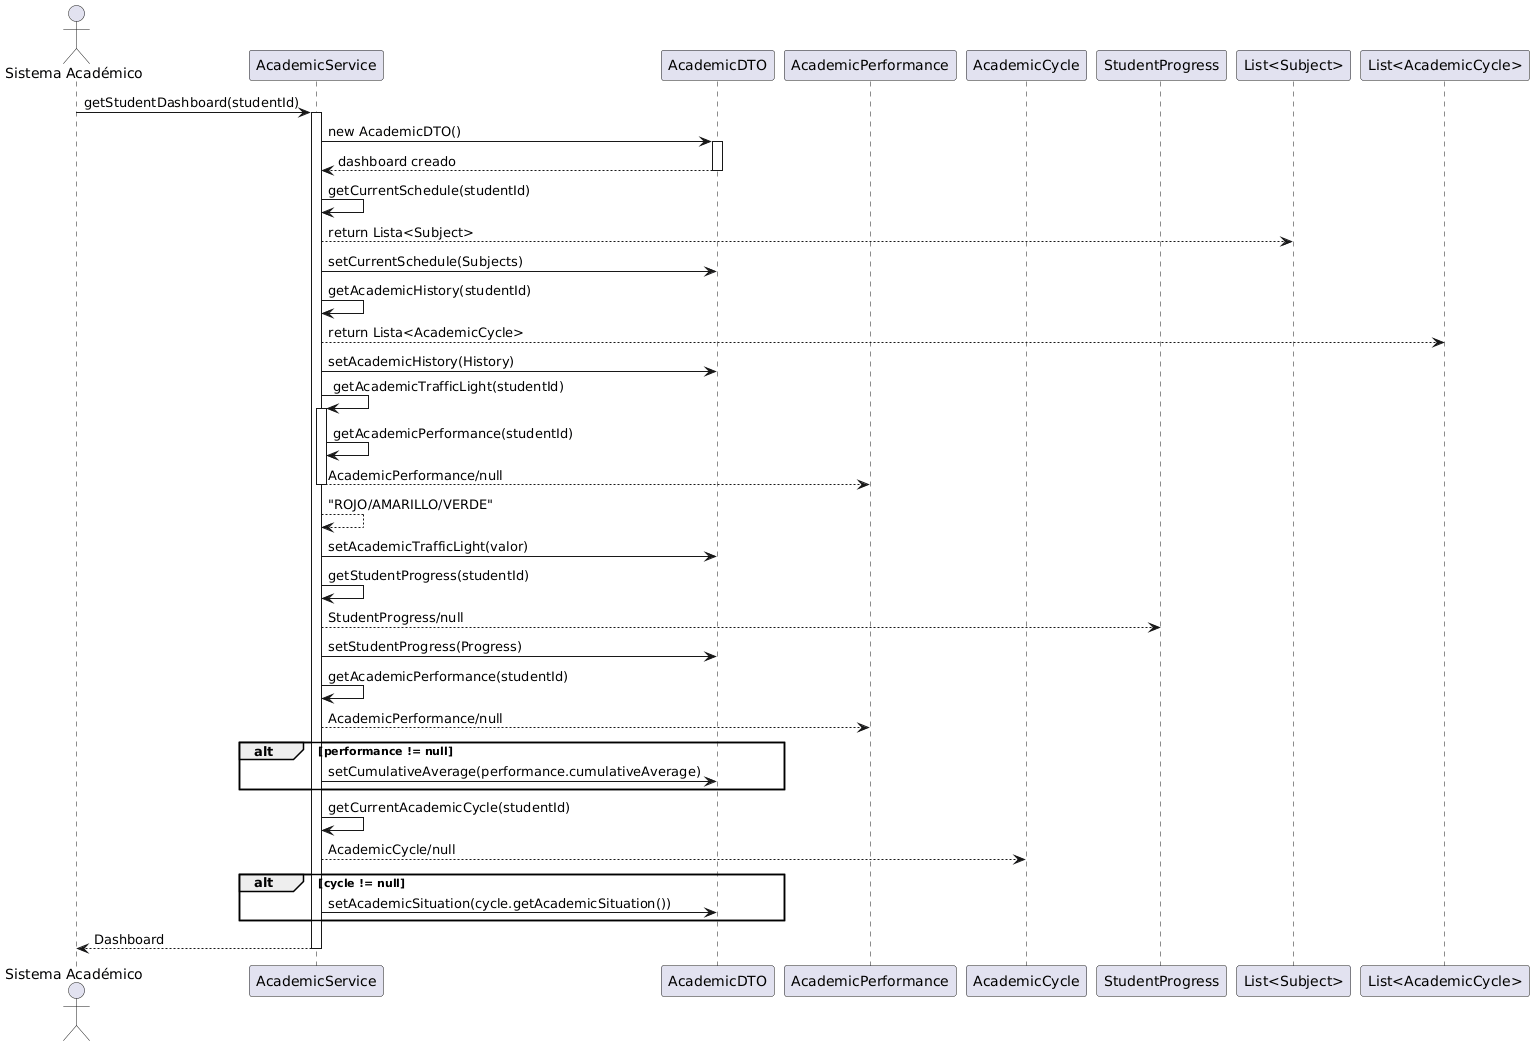 Sistema Académico
AcademicService
AcademicDTO
AcademicPerformance
AcademicCycle
StudentProgress
List<Subject>
List<AcademicCycle>
getStudentDashboard(studentId)
new AcademicDTO()
dashboard creado
getCurrentSchedule(studentId)
return Lista<Subject>
setCurrentSchedule(Subjects)
getAcademicHistory(studentId)
return Lista<AcademicCycle>
setAcademicHistory(History)
getAcademicTrafficLight(studentId)
getAcademicPerformance(studentId)
AcademicPerformance/null
"ROJO/AMARILLO/VERDE"
setAcademicTrafficLight(valor)
getStudentProgress(studentId)
StudentProgress/null
setStudentProgress(Progress)
getAcademicPerformance(studentId)
AcademicPerformance/null
alt [performance != null]
setCumulativeAverage(performance.cumulativeAverage)
getCurrentAcademicCycle(studentId)
AcademicCycle/null
alt [cycle != null]
setAcademicSituation(cycle.getAcademicSituation())
Dashboard
Sistema Académico
AcademicService
AcademicDTO
AcademicPerformance
AcademicCycle
StudentProgress
List<Subject>
List<AcademicCycle>